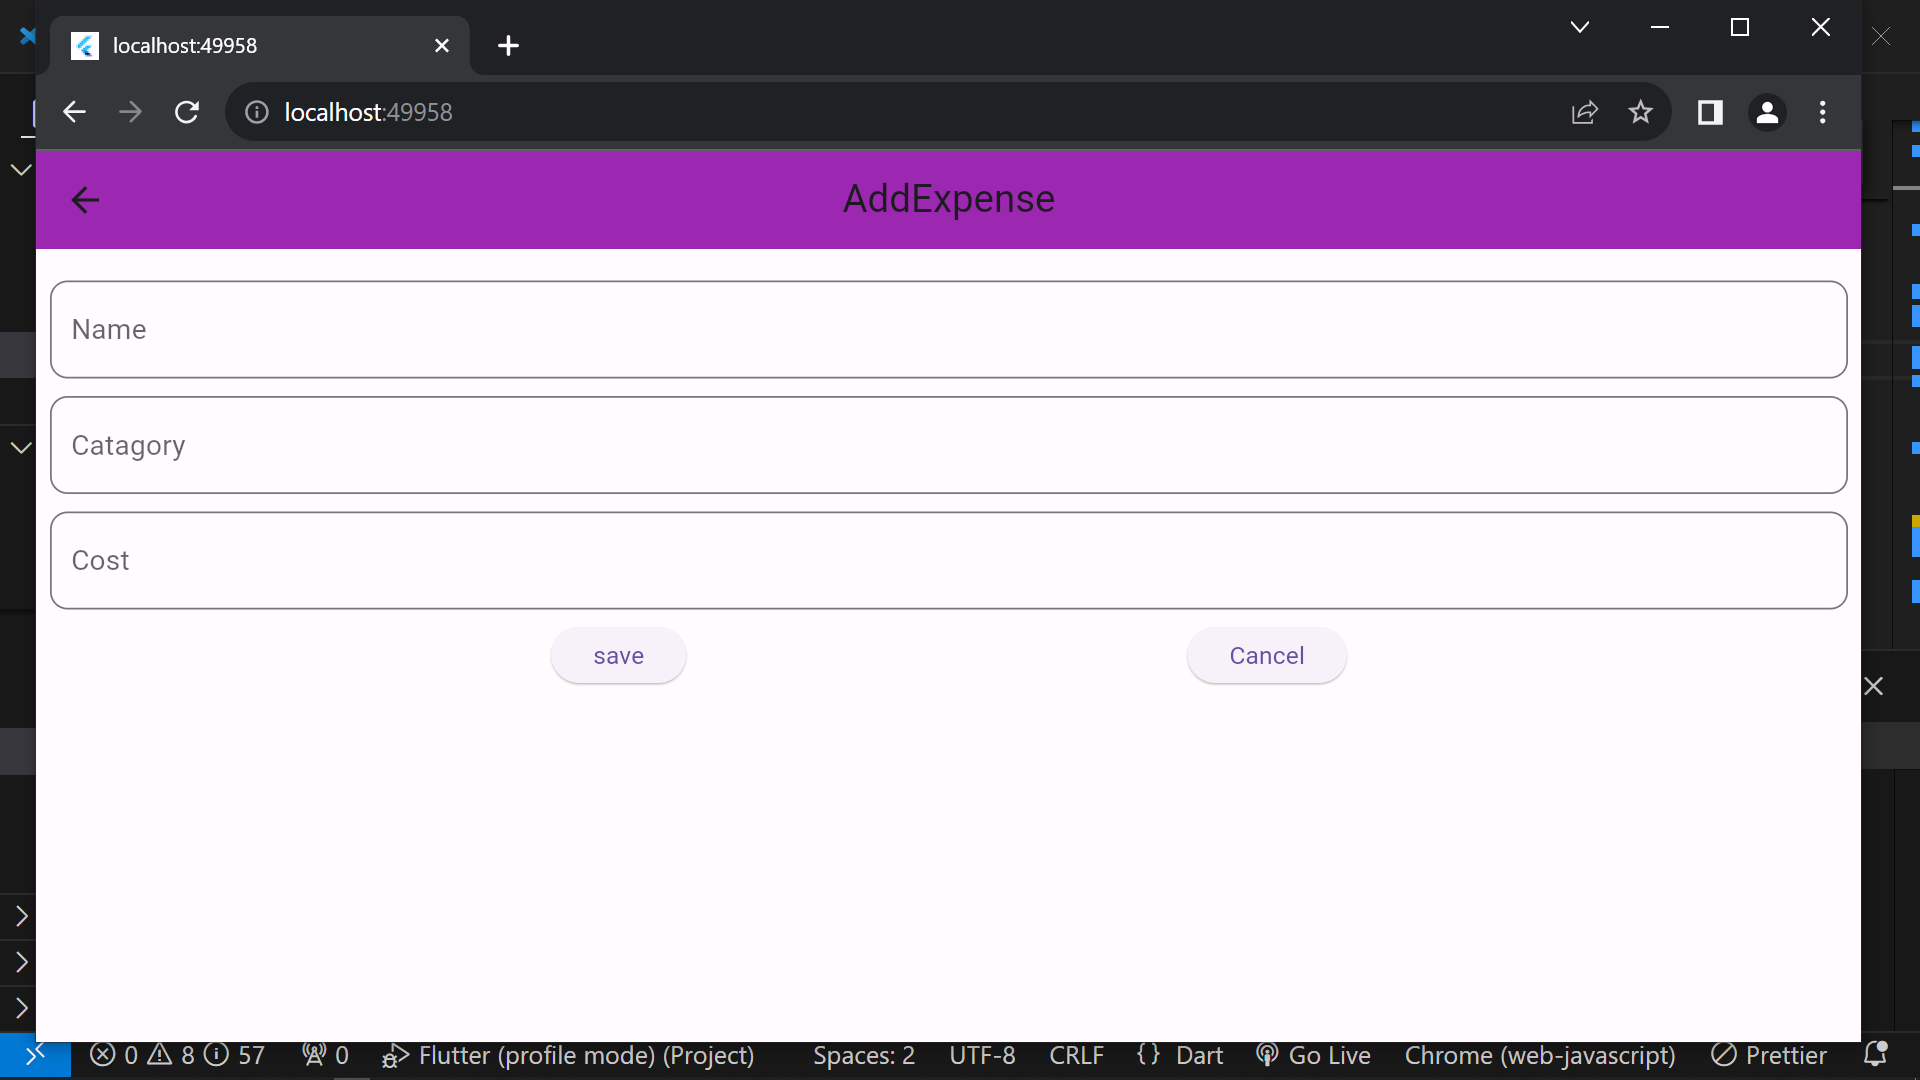 localhost:49958
localhost:49958
AddExpense
Name
Catagory
Cost
save
Cancel
0 8 57 0 Flutter (profile mode) (Project) Spaces: 2 UTF-8 CRLF {} Dart Go Live Chrome (web-javascript) Prettier